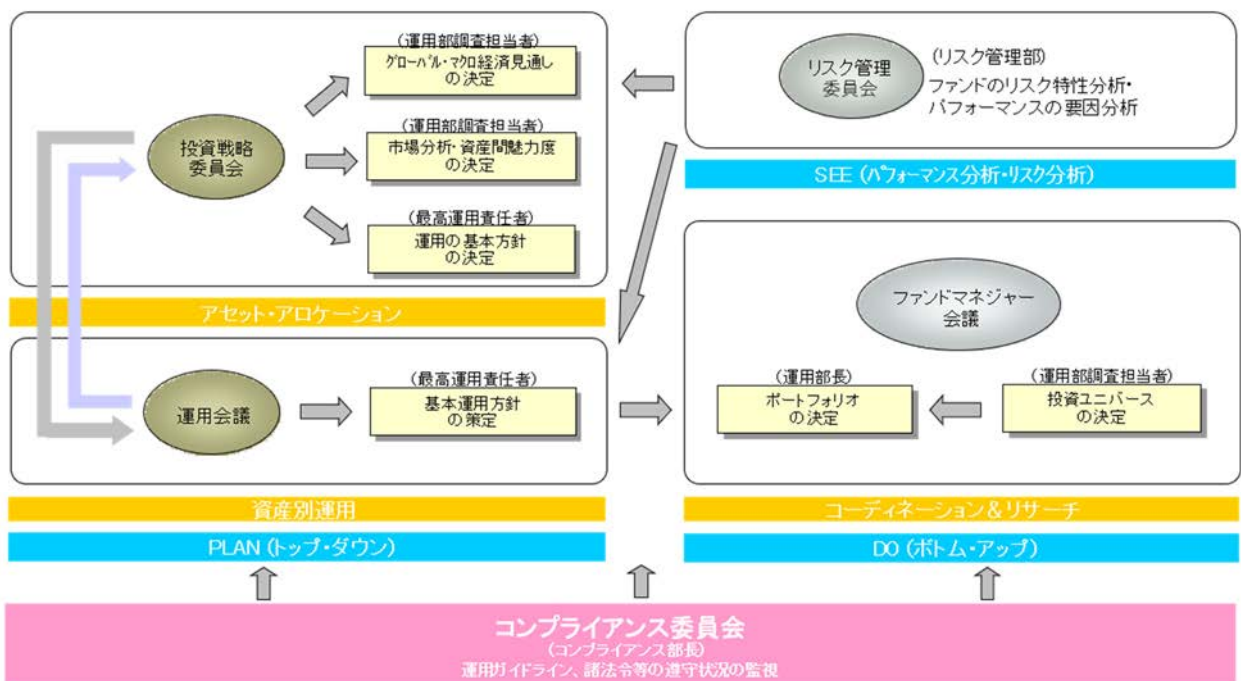 (運用部調査担当者)
グローバル・マクロ経済見通し
の決定
投資戦略
委員会
(運用部調査担当者)
市場分析・資産間魅力度
の決定
(最高運用責任者)
運用の基本方針
の決定
アセット・アロケーション
リスク管理
委員会
(リスク管理部)
ファンドのリスク特性分析・
パフォーマンスの要因分析
SEE (パフォーマンス分析・リスク分析)
運用会議
(最高運用責任者)
基本運用方針
の策定
資産別運用
PLAN (トップ・ダウン)
ファンドマネジャー
会議
(運用部長)
ポートフォリオ
の決定
(運用部調査担当者)
投資ユニバース
の決定
コーディネーション&リサーチ
DO (ボトム・アップ)
コンプライアンス委員会
(コンプライアンス部長)
運用ガイドライン、諸法令等の遵守状況の監視